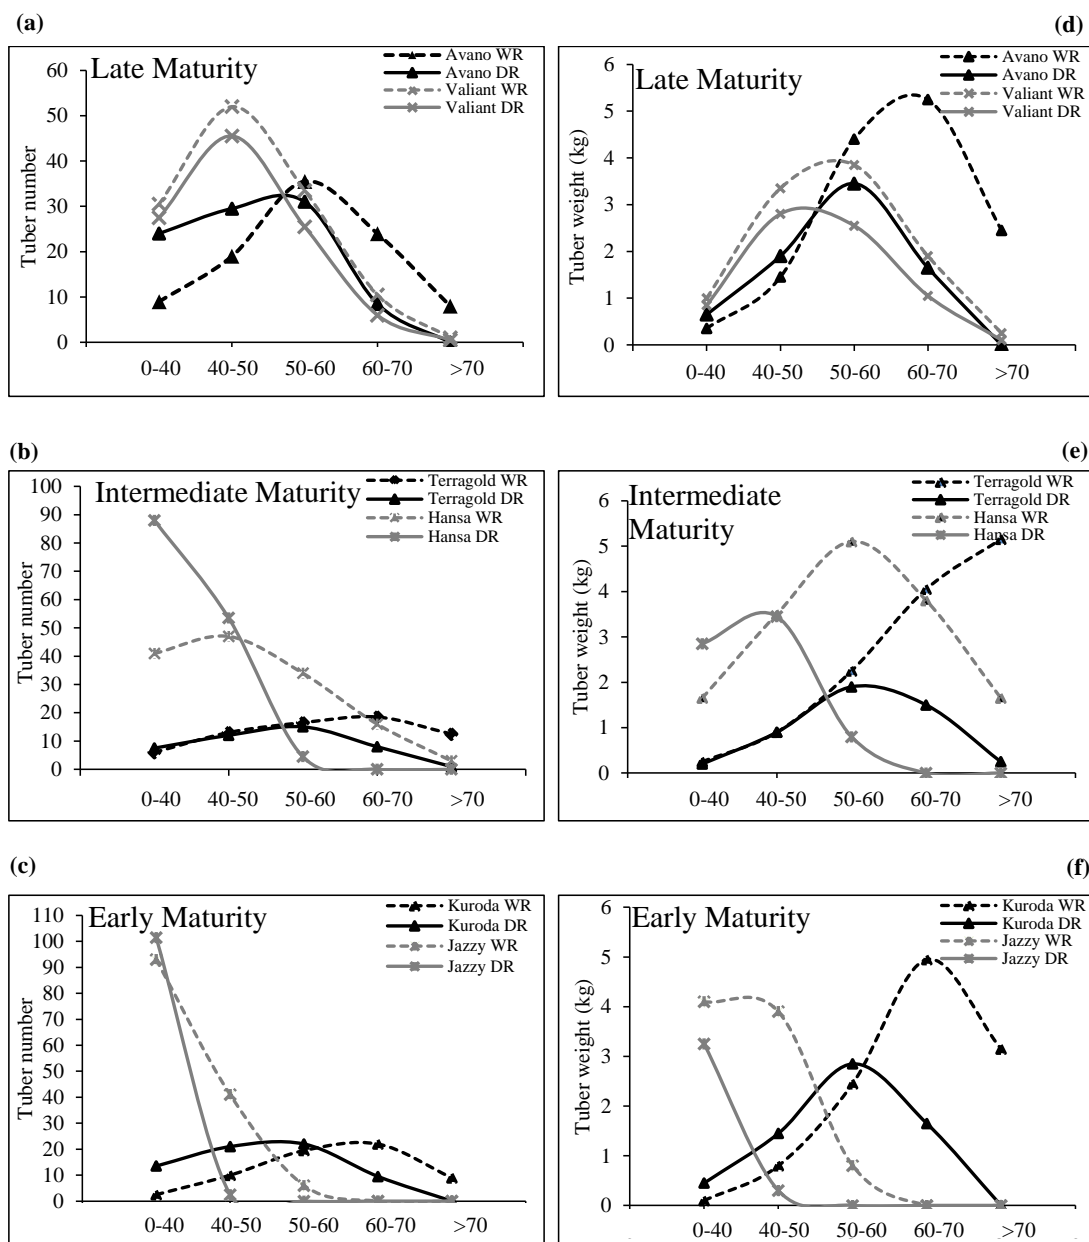 (a)
Late Maturity
Avano WR
Avano DR
Valiant WR
Valiant DR
Tuber number
60
50
40
30
20
10
0
0-40 40-50 50-60 60-70 >70
(d)
Late Maturity
Avano WR
Avano DR
Valiant WR
Valiant DR
Tuber weight (kg)
6
5
4
3
2
1
0
0-40 40-50 50-60 60-70 >70
(b)
Intermediate Maturity
Terragold WR
Terragold DR
Hansa WR
Hansa DR
Tuber number
100
90
80
70
60
50
40
30
20
10
0
0-40 40-50 50-60 60-70 >70
(e)
Intermediate
Maturity
Terragold WR
Terragold DR
Hansa WR
Hansa DR
Tuber weight (kg)
6
5
4
3
2
1
0
0-40 40-50 50-60 60-70 >70
(c)
Early Maturity
Kuroda WR
Kuroda DR
Jazzy WR
Jazzy DR
Tuber number
110
100
90
80
70
60
50
40
30
20
10
0
0-40 40-50 50-60 60-70 >70
(f)
Early Maturity
Kuroda WR
Kuroda DR
Jazzy WR
Jazzy DR
Tuber weight (kg)
6
5
4
3
2
1
0
0-40 40-50 50-60 60-70 >70